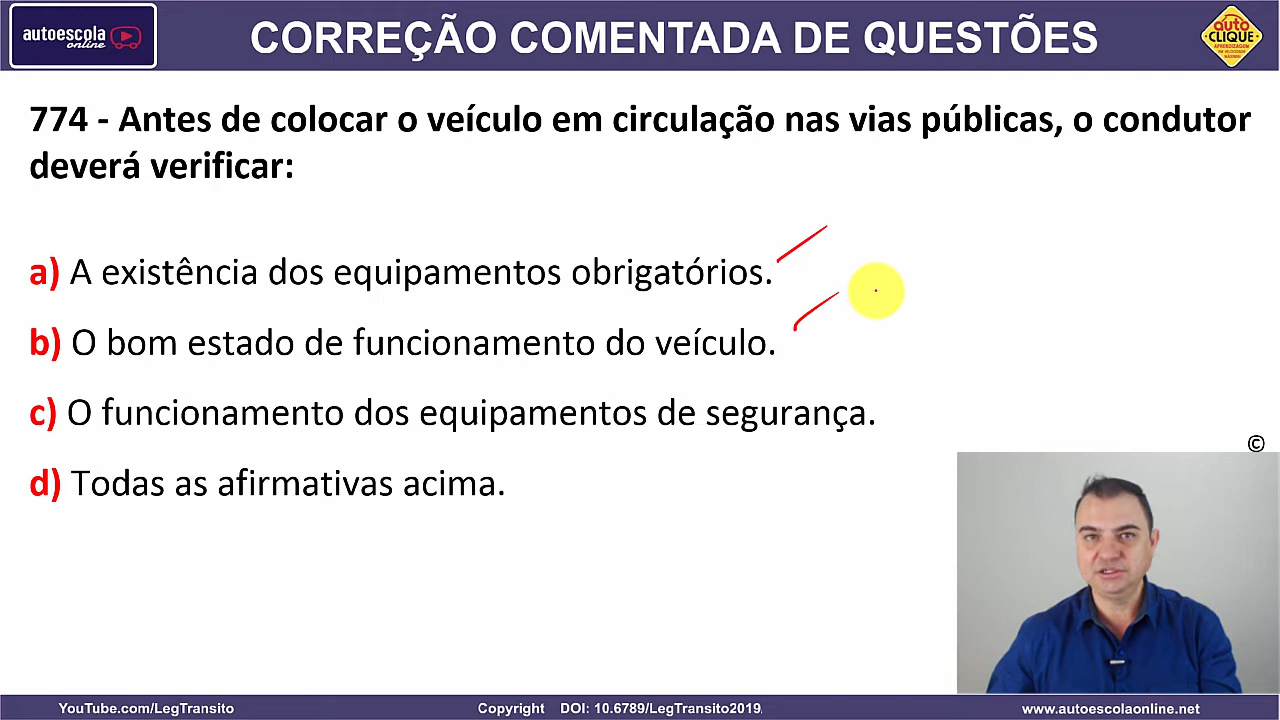 autoescola
online
CORREÇÃO COMENTADA DE QUESTÕES
auto
CLIQUE
774 - Antes de colocar o veículo em circulação nas vias públicas, o condutor
deverá verificar:
a) A existência dos equipamentos obrigatórios.
b) O bom estado de funcionamento do veículo.
c) O funcionamento dos equipamentos de segurança.
d) Todas as afirmativas acima.
©
YouTube.com/LegTransito
Copyright DOI: 10.6789/LegTransito2019
www.autoescolaonline.net